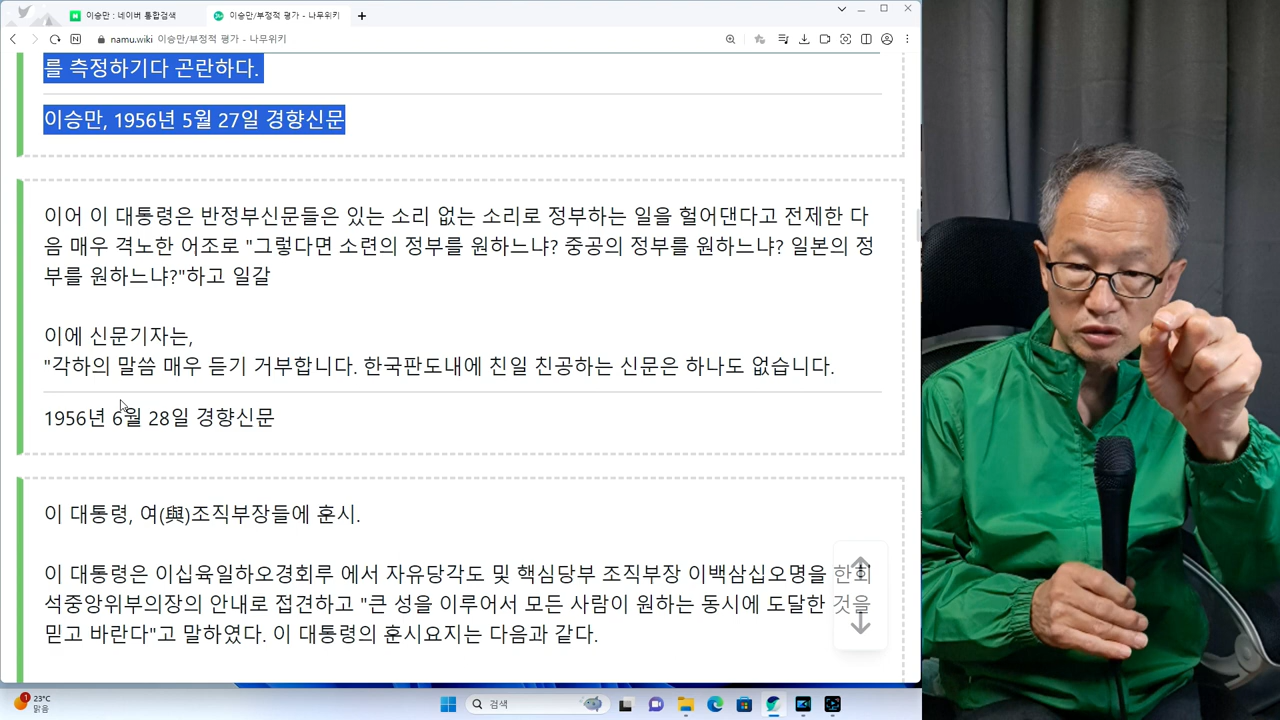 이승만 : 네이버 통합검색
이승만/부정적 평가 - 나무위키
namu.wiki 이승만/부정적 평가 - 나무위키
를 측정하기다 곤란하다.
이승만, 1956년 5월 27일 경향신문
이어 이 대통령은 반정부신문들은 있는 소리 없는 소리로 정부하는 일을 헐어댄다고 전제한 다
음 매우 격노한 어조로 "그렇다면 소련의 정부를 원하느냐? 중공의 정부를 원하느냐? 일본의 정
부를 원하느냐?"하고 일갈
이에 신문기자는,
"각하의 말씀 매우 듣기 거부합니다. 한국판도내에 친일 친공하는 신문은 하나도 없습니다.
1956년 6월 28일 경향신문
이 대통령, 여(與)조직부장들에 훈시.
이 대통령은 이십육일하오경회루 에서 자유당각도 및 핵심당부 조직부장 이백삼십오명을 한희
석중앙위부의장의 안내로 접견하고 "큰 성을 이루어서 모든 사람이 원하는 동시에 도달한 것을
믿고 바란다"고 말하였다. 이 대통령의 훈시요지는 다음과 같다.
1
23°C
맑음
검색